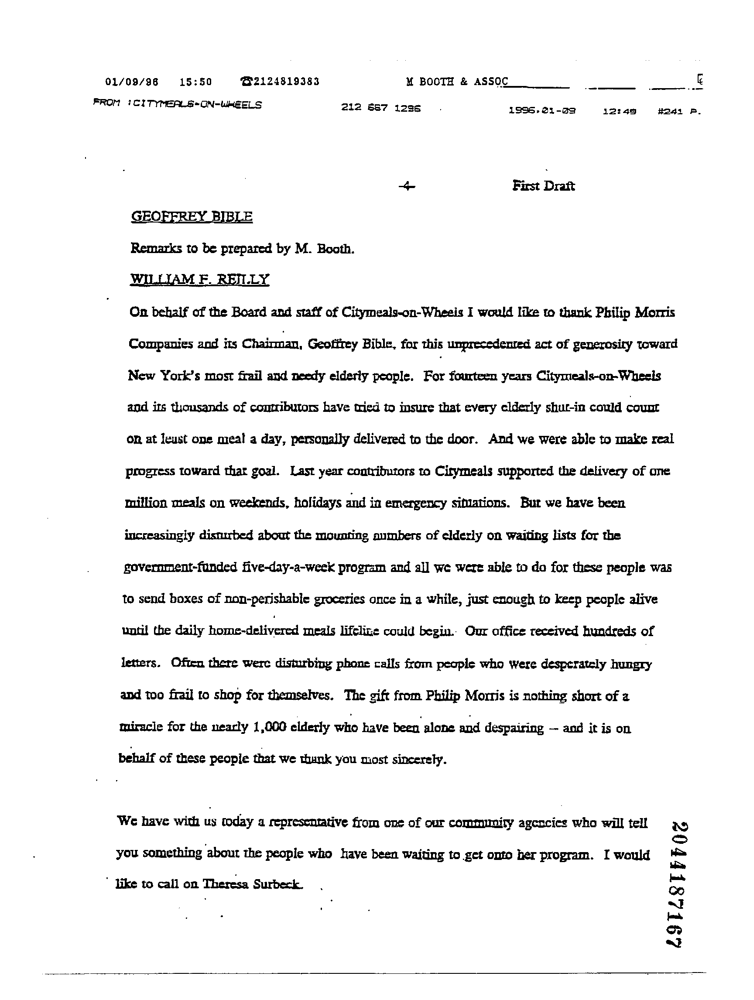 01/09/96 15:50 ☎2124819383 M BOOTH & ASSOC
FROM :CITYMEALS-ON-WHEELS 212 687 1296 1996,01-09 12:49 #241 P.
-4- First Draft
GEOFFREY BIBLE
Remarks to be prepared by M. Booth.
WILLIAM F. REILLY
On behalf of the Board and staff of Citymeals-on-Wheels I would like to thank Philip Morris
Companies and its Chairman, Geoffrey Bible, for this unprecedented act of generosity toward
New York's most frail and needy elderly people. For fourteen years Citymeals-on-Wheels
and its thousands of contributors have tried to insure that every elderly shut-in could count
on at least one meal a day, personally delivered to the door. And we were able to make real
progress toward that goal. Last year contributors to Citymeals supported the delivery of one
million meals on weekends, holidays and in emergency situations. But we have been
increasingly disturbed about the mounting numbers of elderly on waiting lists for the
government-funded five-day-a-week program and all we were able to do for these people was
to send boxes of non-perishable groceries once in a while, just enough to keep people alive
until the daily home-delivered meals lifeline could begin. Our office received hundreds of
letters. Often there were disturbing phone calls from people who were desperately hungry
and too frail to shop for themselves. The gift from Philip Morris is nothing short of a
miracle for the nearly 1,000 elderly who have been alone and despairing -- and it is on
behalf of these people that we thank you most sincerely.
We have with us today a representative from one of our community agencies who will tell
you something about the people who have been waiting to get onto her program. I would
like to call on Theresa Surbeck.
2044187167